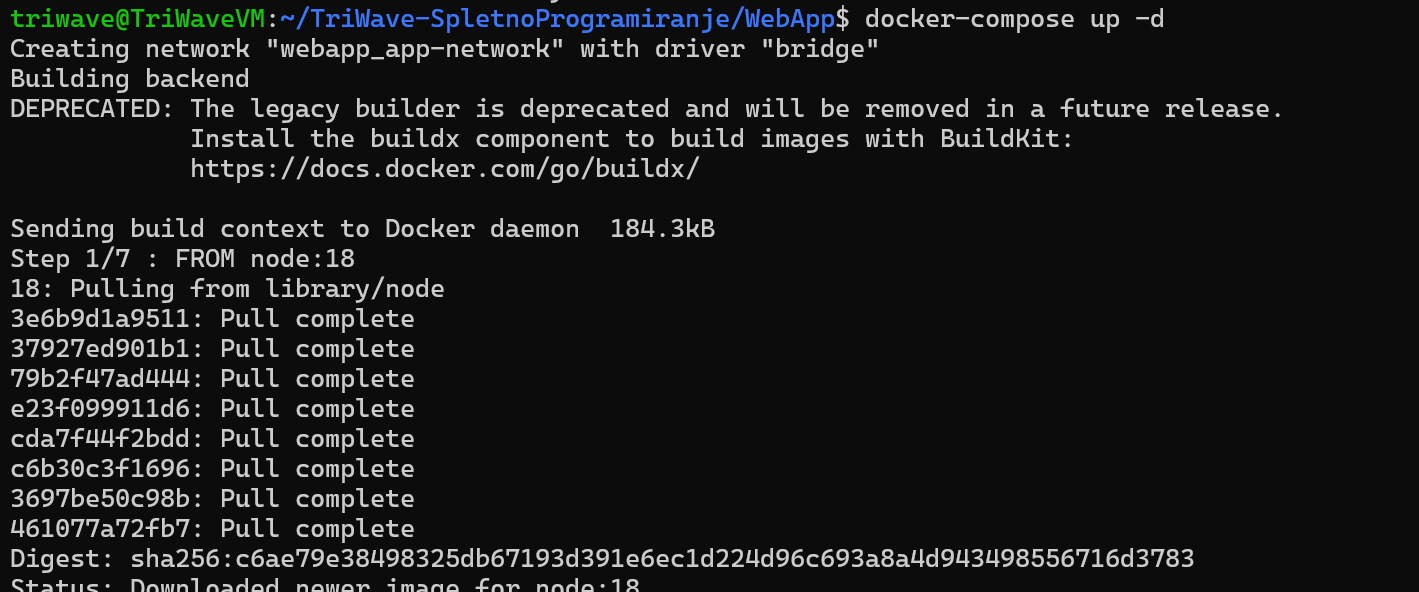 triwave@TriWaveVM:~/TriWave-SpletnoProgramiranje/WebApp$ docker-compose up -d
Creating network "webapp_app-network" with driver "bridge"
Building backend
DEPRECATED: The legacy builder is deprecated and will be removed in a future release.
Install the buildx component to build images with BuildKit:
https://docs.docker.com/go/buildx/
Sending build context to Docker daemon  184.3kB
Step 1/7 : FROM node:18
18: Pulling from library/node
3e6b9d1a9511: Pull complete
37927ed901b1: Pull complete
79b2f47ad444: Pull complete
e23f099911d6: Pull complete
cda7f44f2bdd: Pull complete
c6b30c3f1696: Pull complete
3697be50c98b: Pull complete
461077a72fb7: Pull complete
Digest: sha256:c6ae79e38498325db67193d391e6ec1d224d96c693a8a4d943498556716d3783
Status: Downloaded newer image for node:18